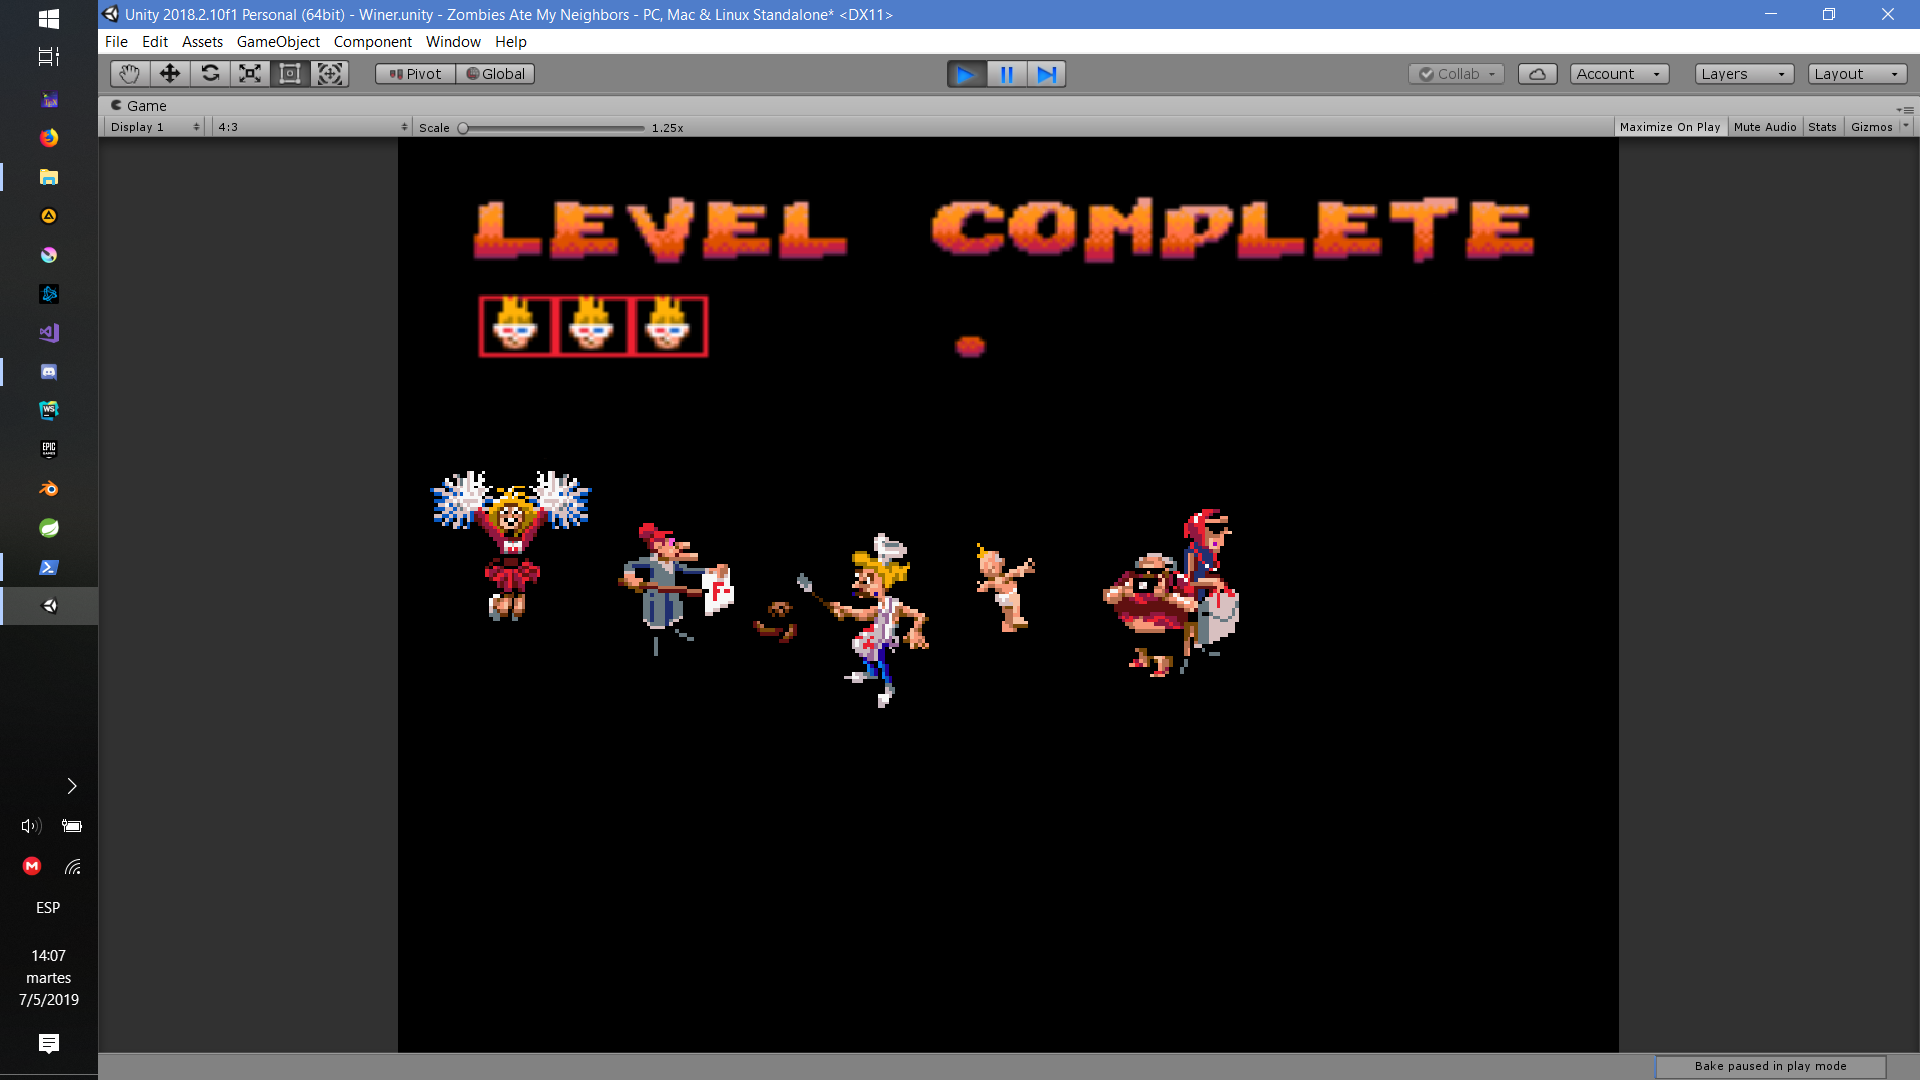 Unity 2018.2.10f1 Personal (64bit) - Winer.unity - Zombies Ate My Neighbors - PC, Mac & Linux Standalone* <DX11>
File Edit Assets GameObject Component Window Help
Pivot Global Collab Account Layers Layout
Game
Display 1 4:3 Scale 1.25x Maximize On Play Mute Audio Stats Gizmos
LEVEL COMPLETE
F-
WS
EPIC GAMES
M
ESP
14:07
martes
7/5/2019
Bake paused in play mode